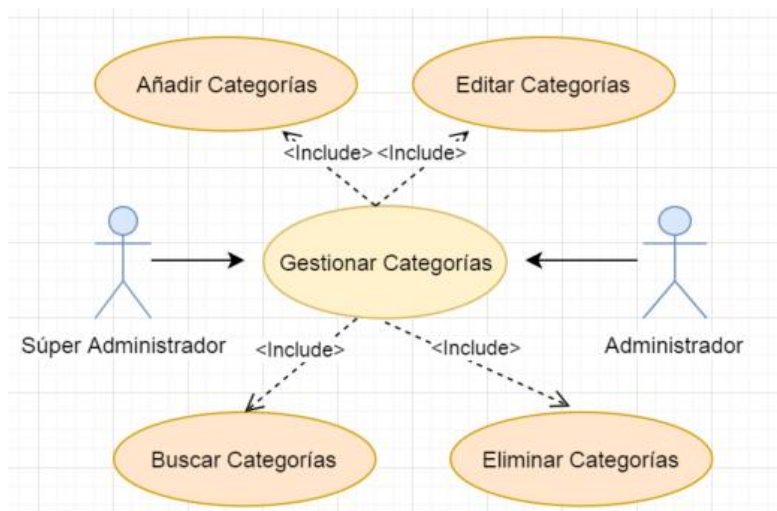 Añadir Categorías
Editar Categorías
<Include>
<Include>
Gestionar Categorías
Súper Administrador
Administrador
<Include>
<Include>
Buscar Categorías
Eliminar Categorías